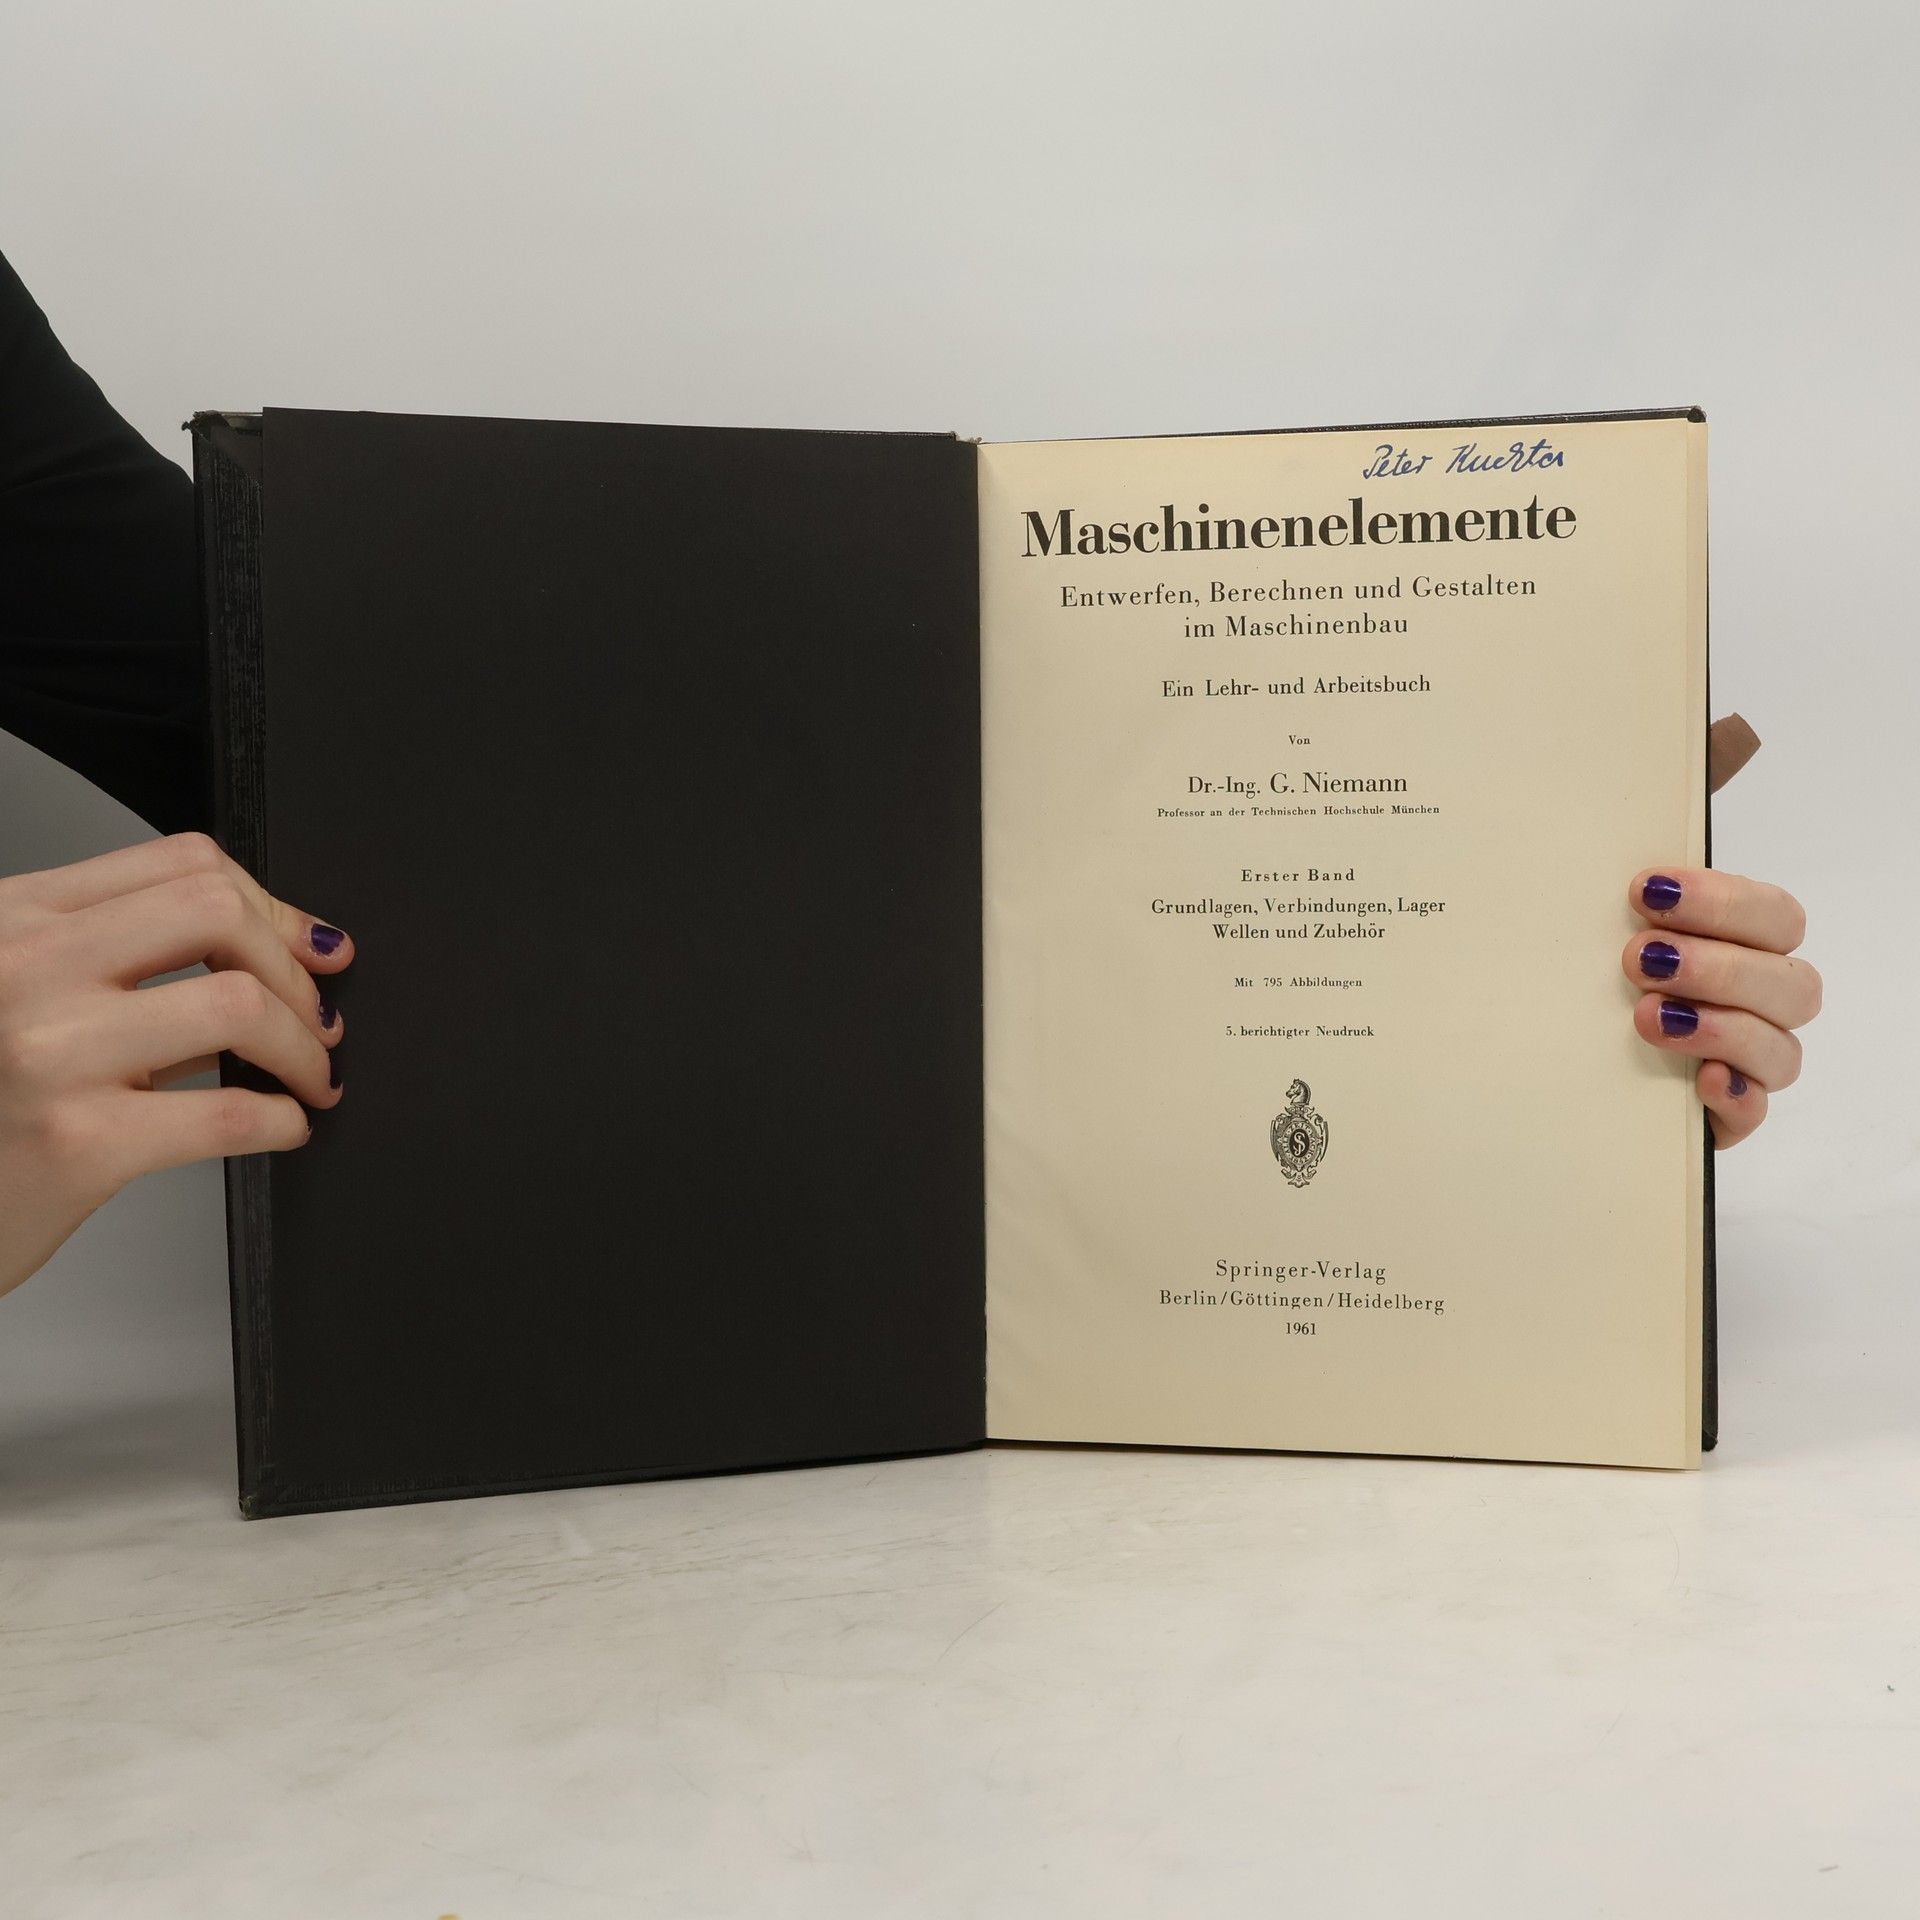 Peter
Maschinenelemente
Entwerfen, Berechnen und Gestalten
im Maschinenbau
Ein Lehr- und Arbeitsbuch
Von
Dr.-Ing. G. Niemann
Professor an der Technischen Hochschule München
Erster Band
Grundlagen, Verbindungen, Lager
Wellen und Zubehör
Mit 795 Abbildungen
5. berichtigter Neudruck
Springer-Verlag
Berlin/Göttingen/Heidelberg
1961